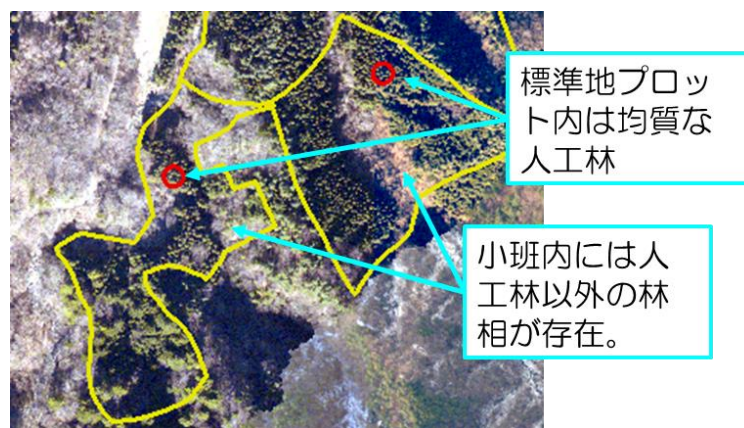 標準地プロッ
ト内は均質な
人工林
小班内には人
工林以外の林
相が存在。